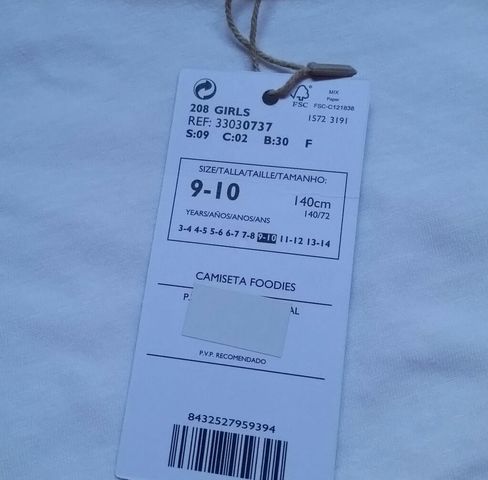 208 GIRLS
REF: 33030737
S:09 C:02 B:30 F
FSC
MIX
Paper
FSC-C121838
1572 3191
SIZE/TALLA/TAILLE/TAMANHO:
9-10
140cm
140/72
YEARS/AÑOS/ANOS/ANS
3-4 4-5 5-6 6-7 7-8 9-10 11-12 13-14
CAMISETA FOODIES
P.V.P. RECOMENDADO
8432527959394